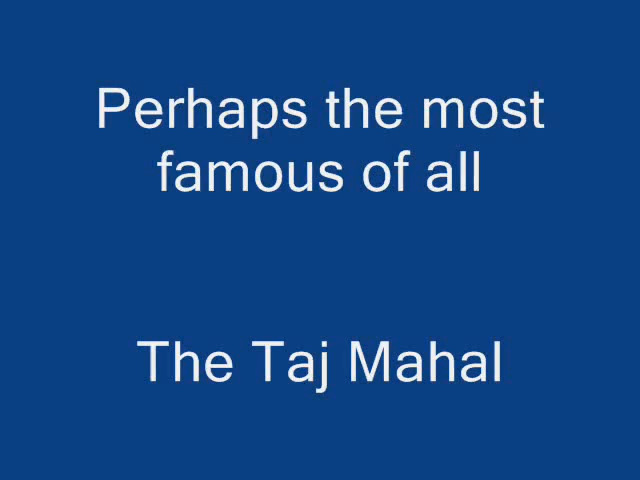 Perhaps the most
famous of all
The Taj Mahal